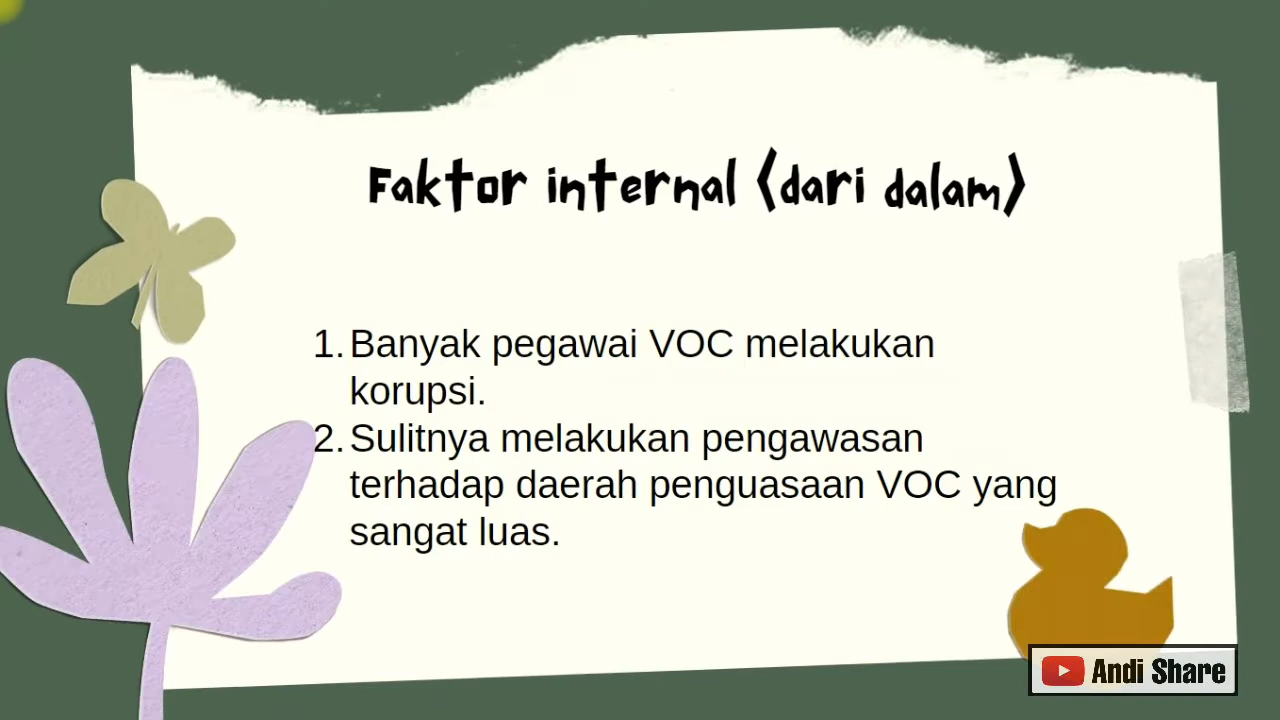 Faktor internal (dari dalam)
1. Banyak pegawai VOC melakukan
korupsi.
2. Sulitnya melakukan pengawasan
terhadap daerah penguasaan VOC yang
sangat luas.
Andi Share